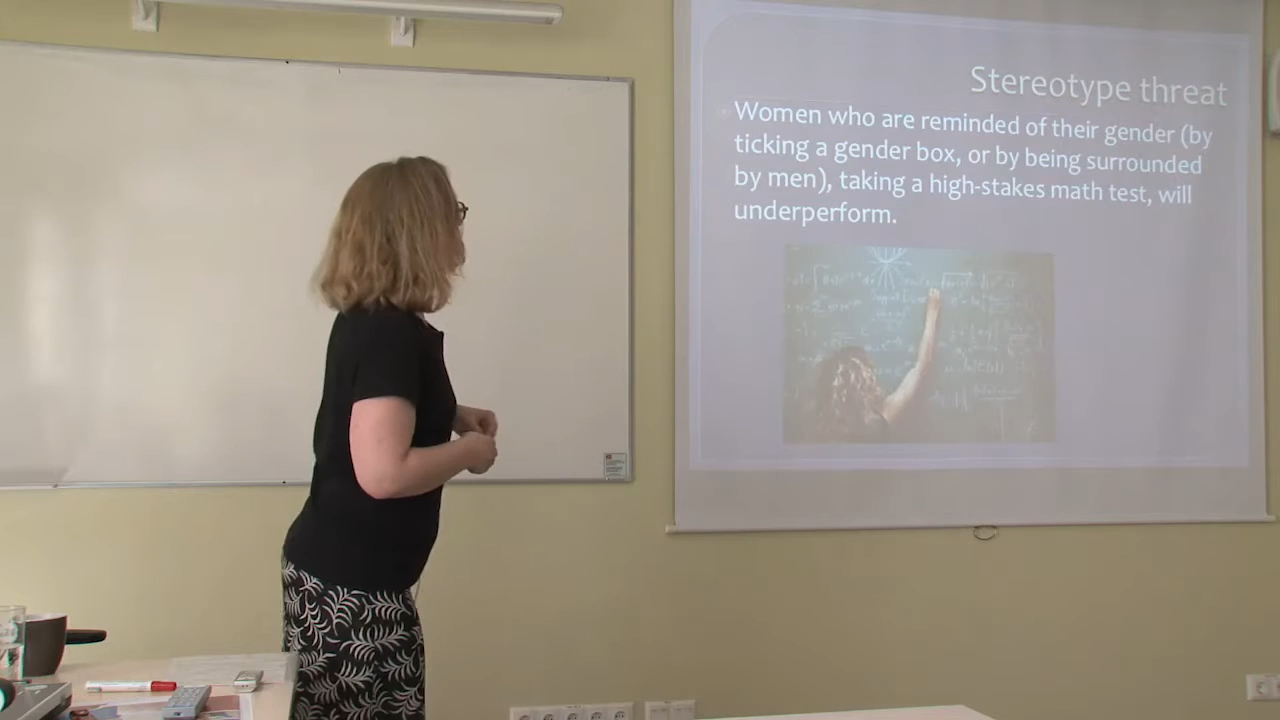 Stereotype threat
Women who are reminded of their gender (by
ticking a gender box, or by being surrounded
by men), taking a high-stakes math test, will
underperform.